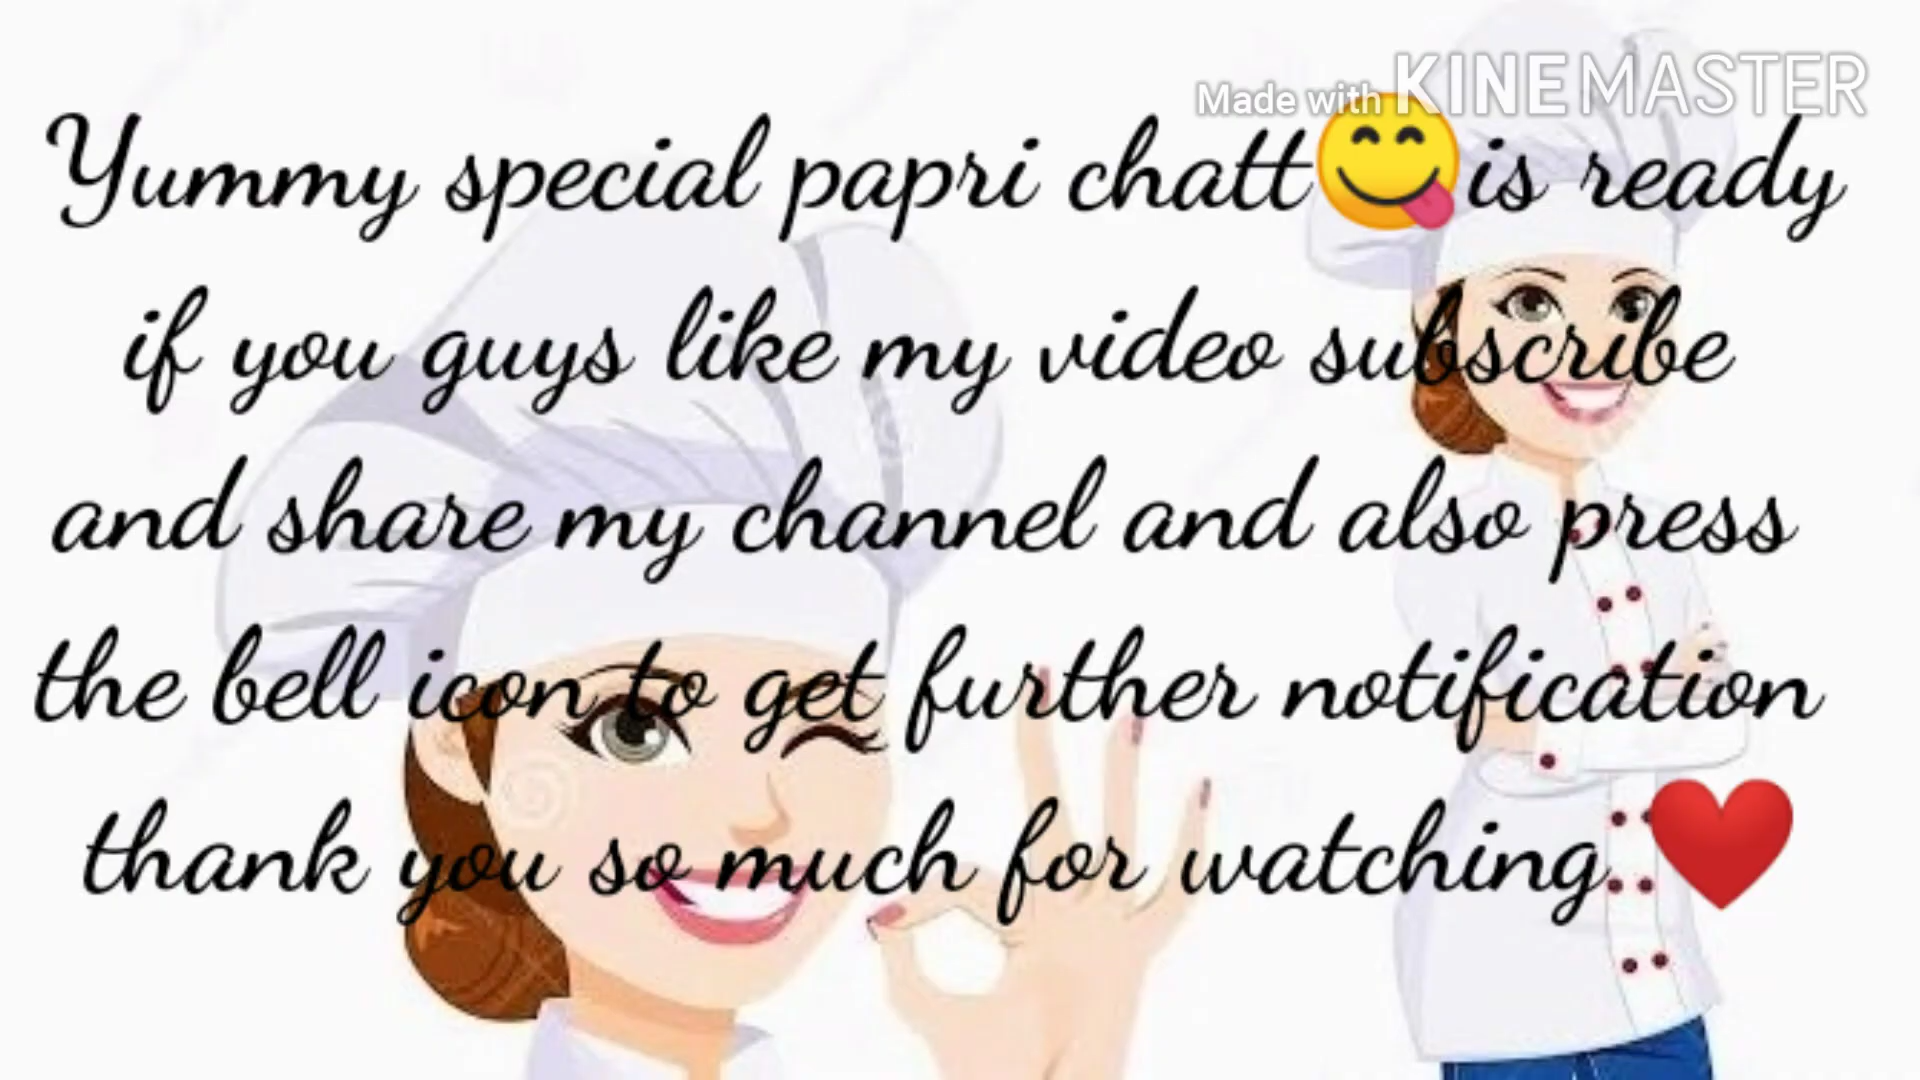 Made with KINEMASTER
Yummy special papri chatt😋is ready
if you guys like my video subscribe
and share my channel and also press
the bell icon to get further notification
thank you so much for watching ❤️